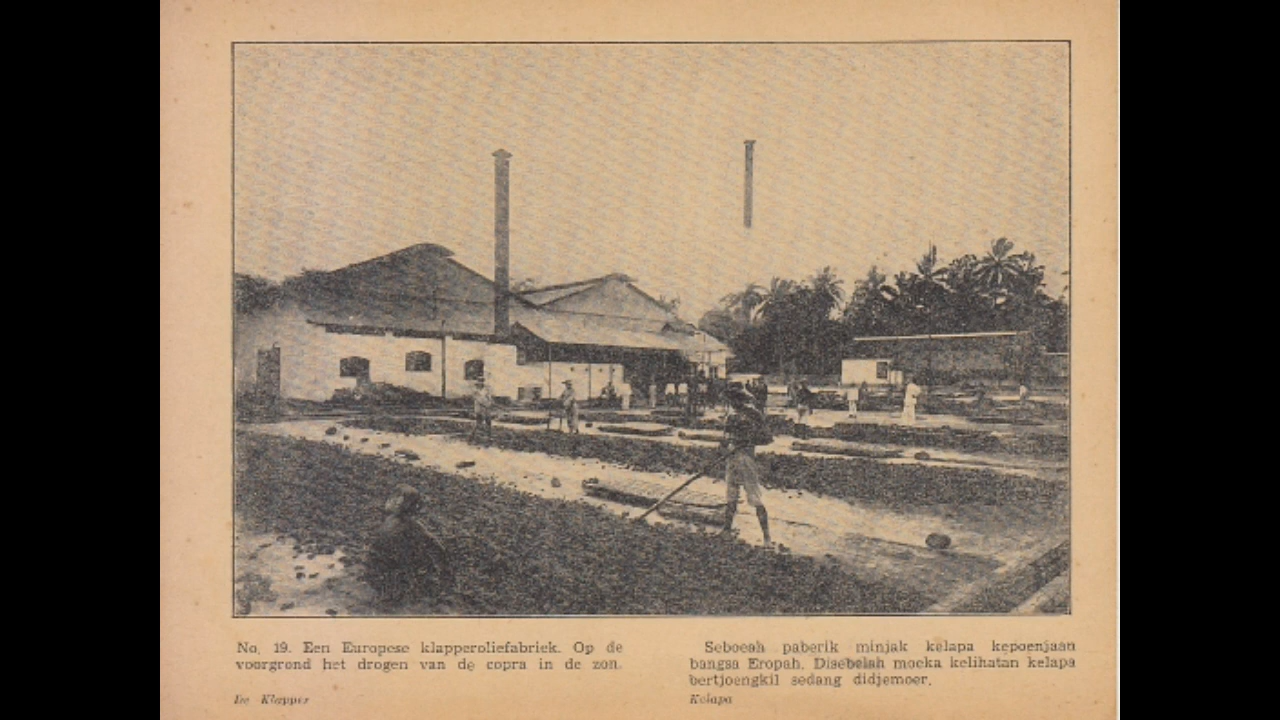 No. 19. Een Europese klapperoliefabriek. Op de
voorgrond het drogen van de copra in de zon.
De Klapper
Seboeah paberik minjak kelapa kepoenjaan
bangsa Eropah. Disebelah moeka kelihatan kelapa
bertjoengkil sedang didjemoer.
Kelapa